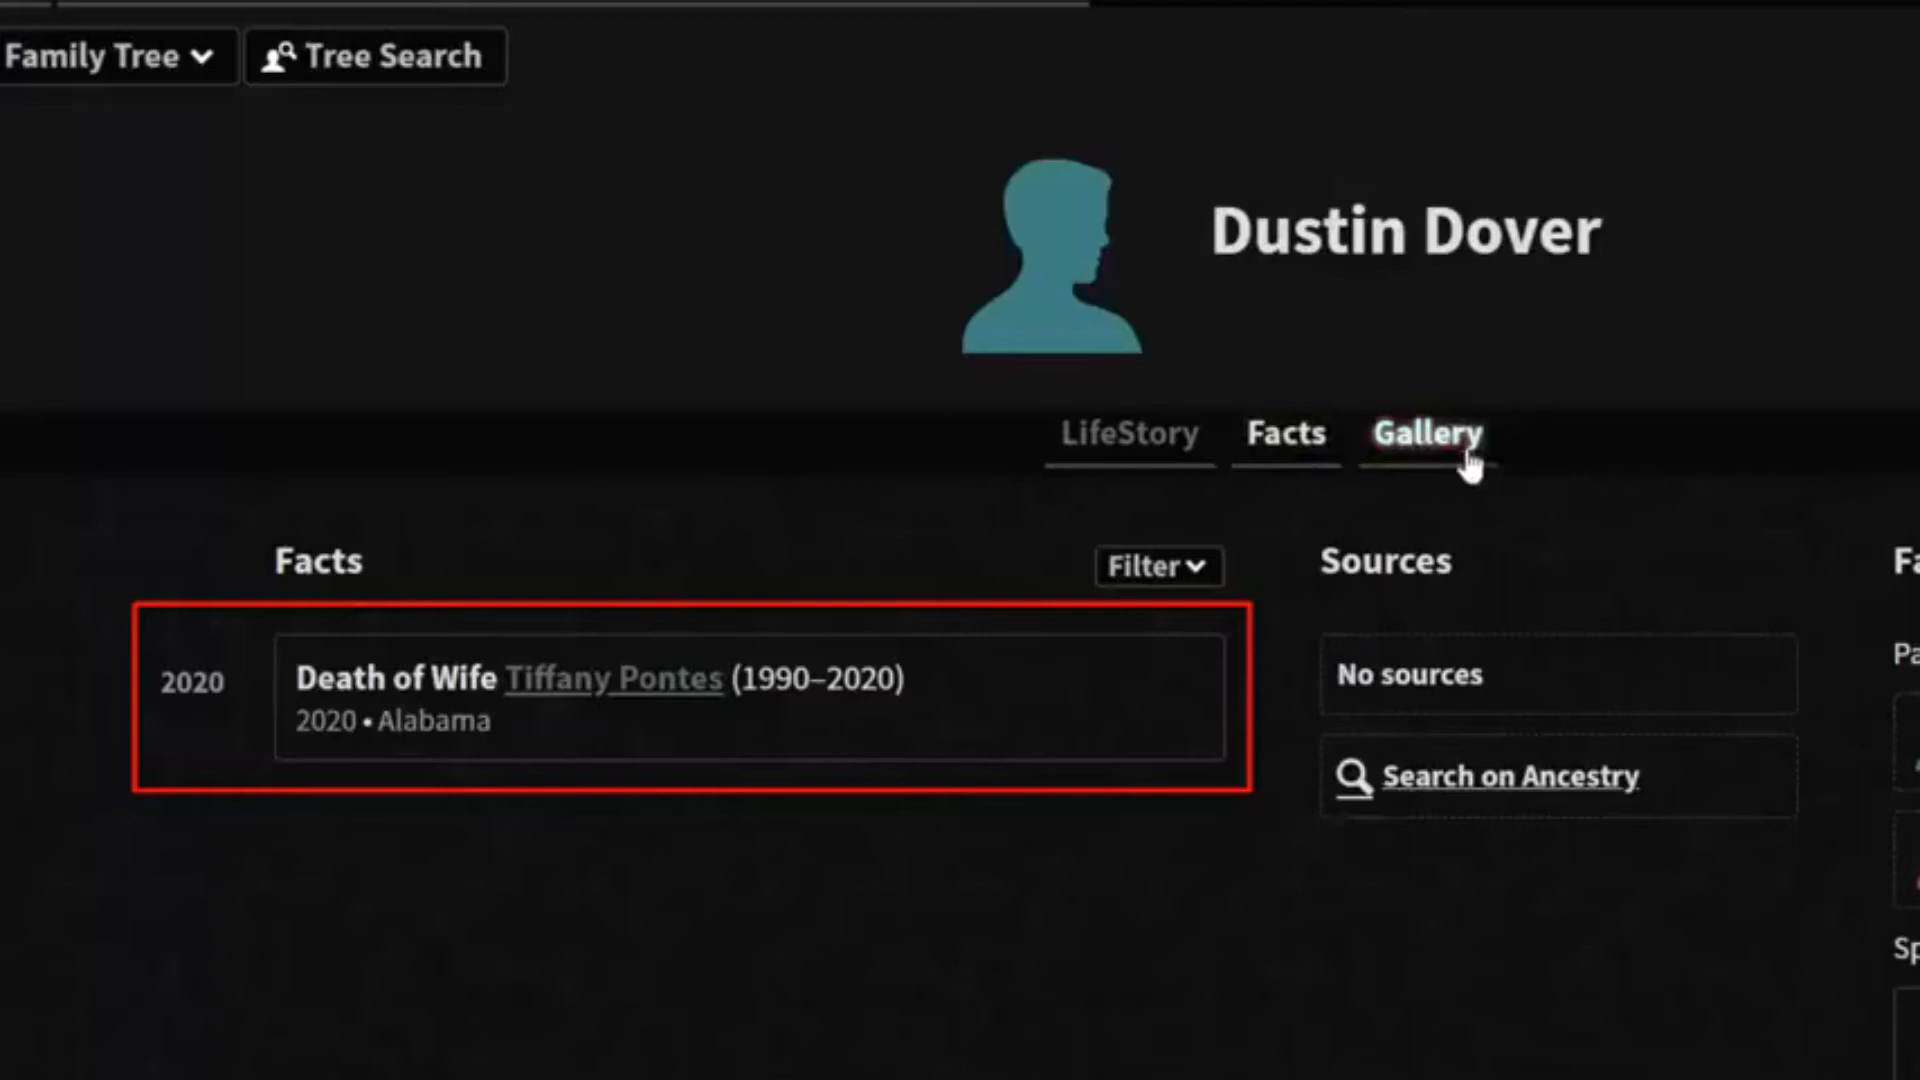 Family Tree
Tree Search
Dustin Dover
LifeStory Facts Gallery
Facts
Filter
2020
Death of Wife Tiffany Pontes (1990–2020)
2020 • Alabama
Sources
No sources
Search on Ancestry